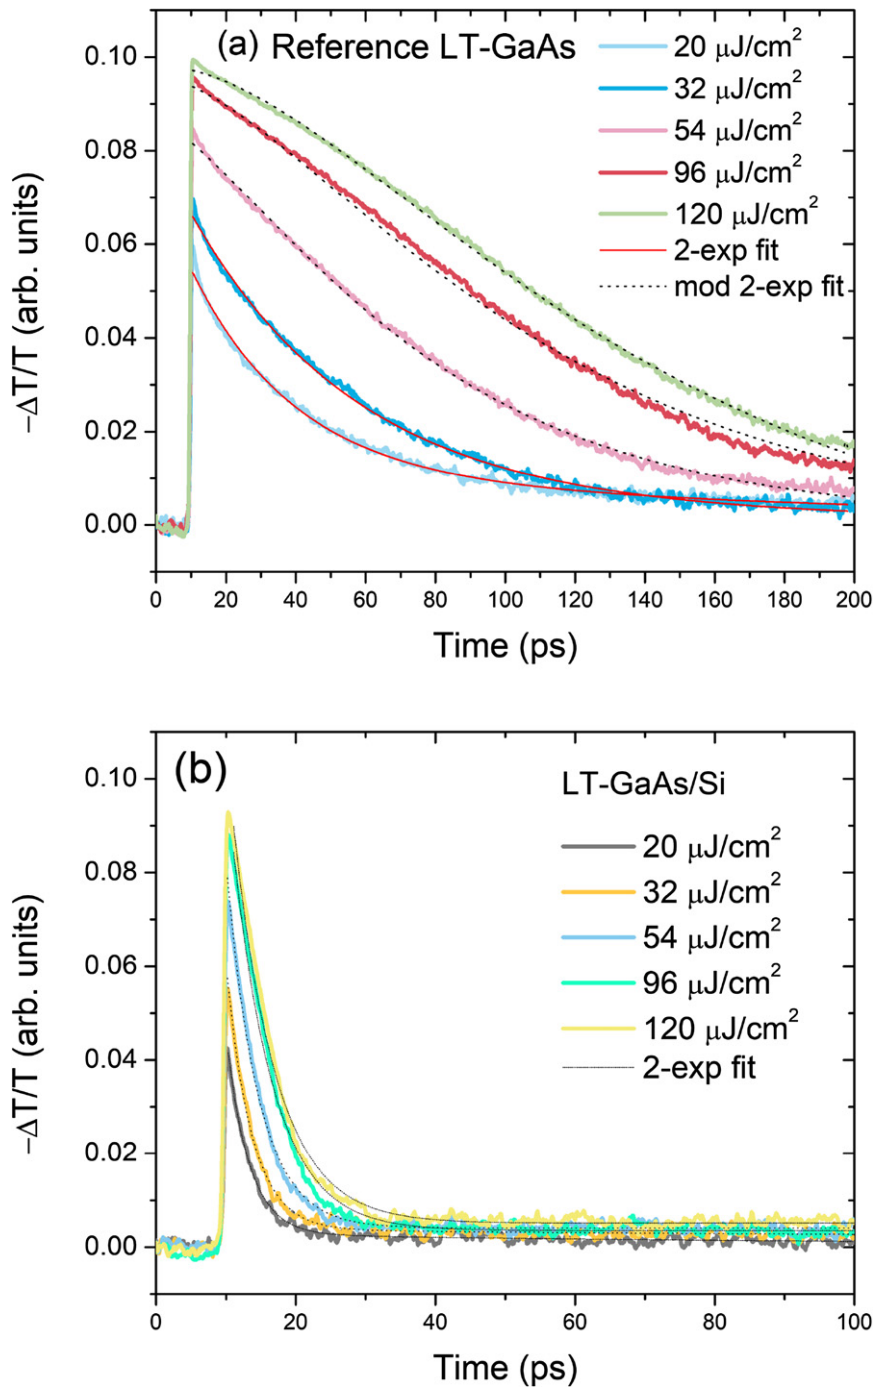 (a) Reference LT-GaAs
20 μJ/cm²
32 μJ/cm²
54 μJ/cm²
96 μJ/cm²
120 μJ/cm²
2-exp fit
mod 2-exp fit
−ΔT/T (arb. units)
0.10
0.08
0.06
0.04
0.02
0.00
0 20 40 60 80 100 120 140 160 180 200
Time (ps)
(b)
LT-GaAs/Si
20 μJ/cm²
32 μJ/cm²
54 μJ/cm²
96 μJ/cm²
120 μJ/cm²
2-exp fit
−ΔT/T (arb. units)
0.10
0.08
0.06
0.04
0.02
0.00
0 20 40 60 80 100
Time (ps)